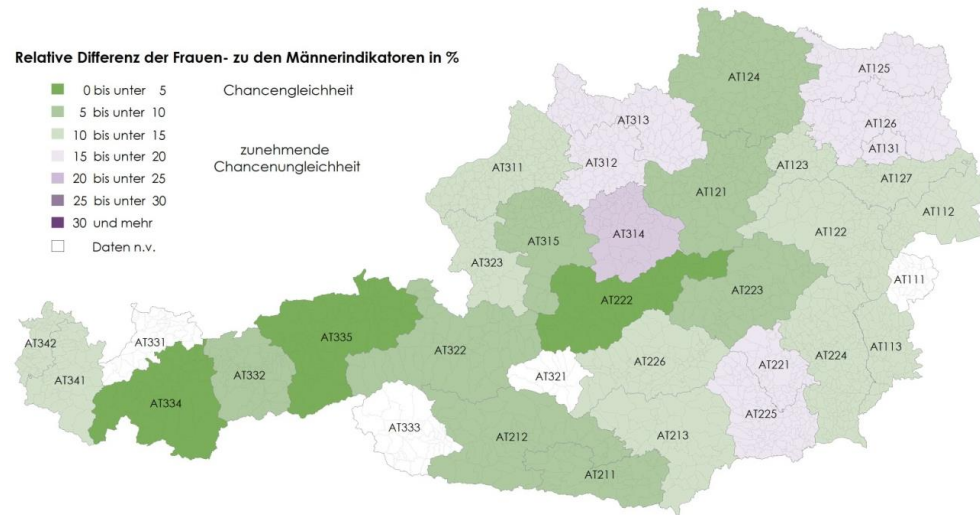 Relative Differenz der Frauen- zu den Männerindikatoren in %
0 bis unter 5 Chancengleichheit
5 bis unter 10
10 bis unter 15
15 bis unter 20 zunehmende
20 bis unter 25 Chancenungleichheit
25 bis unter 30
30 und mehr
Daten n.v.
AT124
AT125
AT313
AT126
AT131
AT312
AT311
AT123
AT127
AT121
AT112
AT314
AT122
AT315
AT323
AT111
AT222
AT223
AT335
AT331
AT342
AT322
AT113
AT224
AT226
AT221
AT321
AT332
AT341
AT334
AT225
AT333
AT213
AT212
AT211